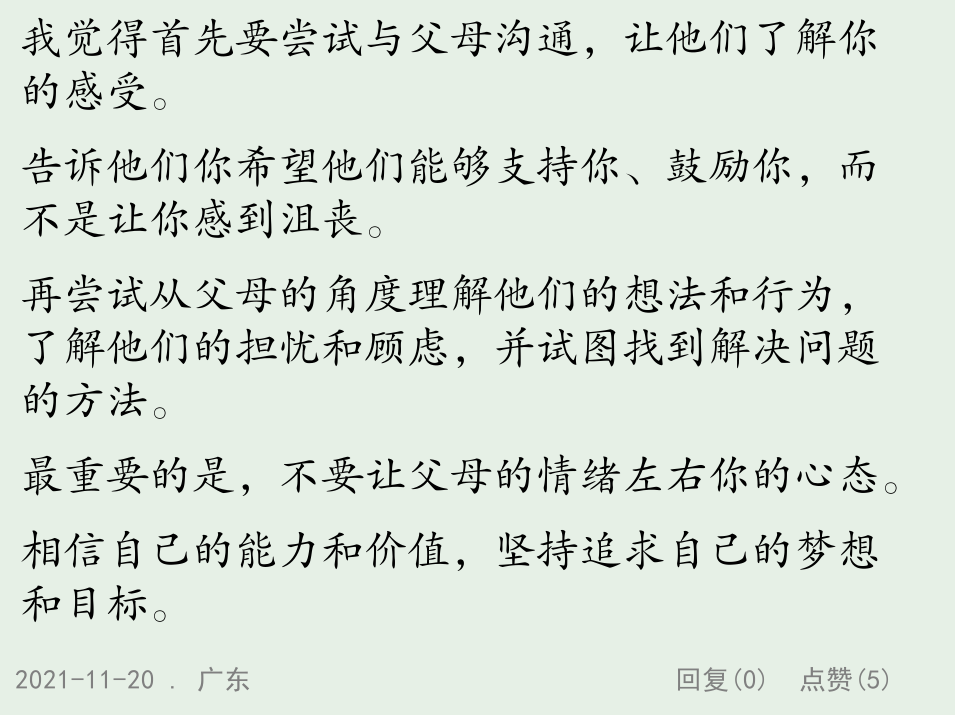 我觉得首先要尝试与父母沟通，让他们了解你
的感受。
告诉他们你希望他们能够支持你、鼓励你，而
不是让你感到沮丧。
再尝试从父母的角度理解他们的想法和行为，
了解他们的担忧和顾虑，并试图找到解决问题
的方法。
最重要的是，不要让父母的情绪左右你的心态。
相信自己的能力和价值，坚持追求自己的梦想
和目标。
2021-11-20 . 广东 回复(0) 点赞(5)